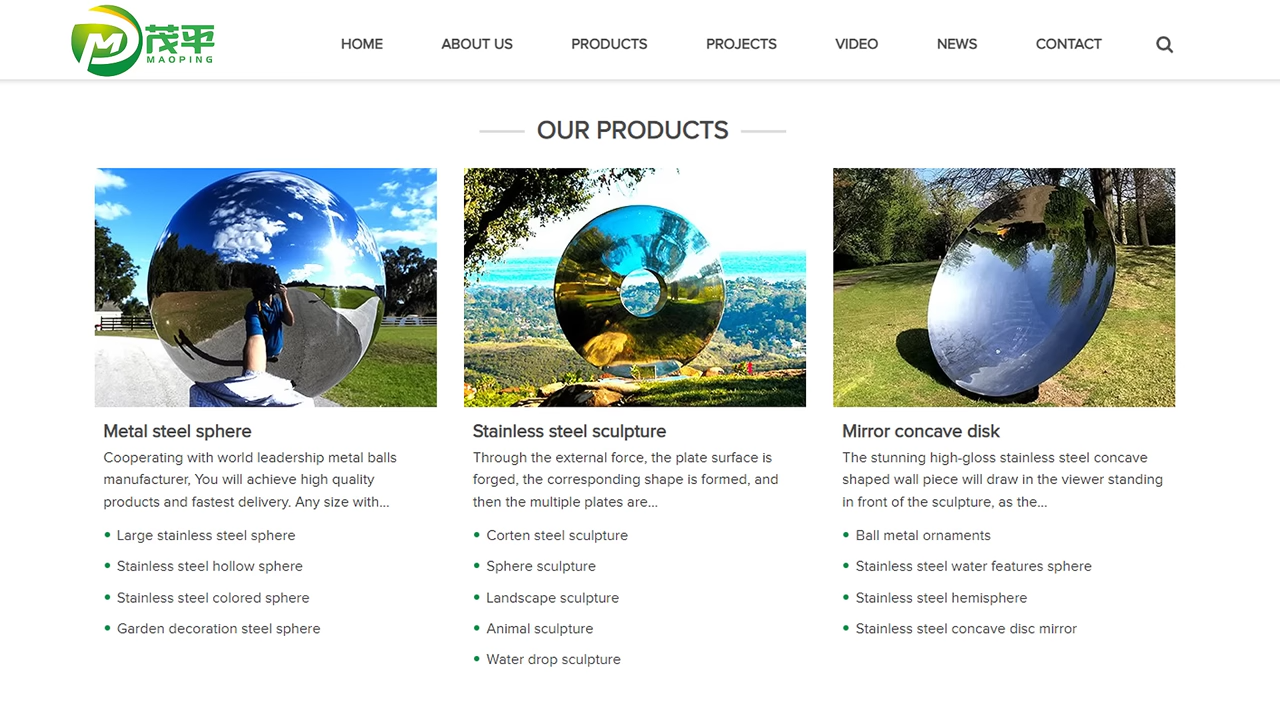 茂平
MAOPING
HOME
ABOUT US
PRODUCTS
PROJECTS
VIDEO
NEWS
CONTACT
OUR PRODUCTS
Metal steel sphere
Cooperating with world leadership metal balls
manufacturer, You will achieve high quality
products and fastest delivery. Any size with...
• Large stainless steel sphere
• Stainless steel hollow sphere
• Stainless steel colored sphere
• Garden decoration steel sphere
Stainless steel sculpture
Through the external force, the plate surface is
forged, the corresponding shape is formed, and
then the multiple plates are...
• Corten steel sculpture
• Sphere sculpture
• Landscape sculpture
• Animal sculpture
• Water drop sculpture
Mirror concave disk
The stunning high-gloss stainless steel concave
shaped wall piece will draw in the viewer standing
in front of the sculpture, as the...
• Ball metal ornaments
• Stainless steel water features sphere
• Stainless steel hemisphere
• Stainless steel concave disc mirror